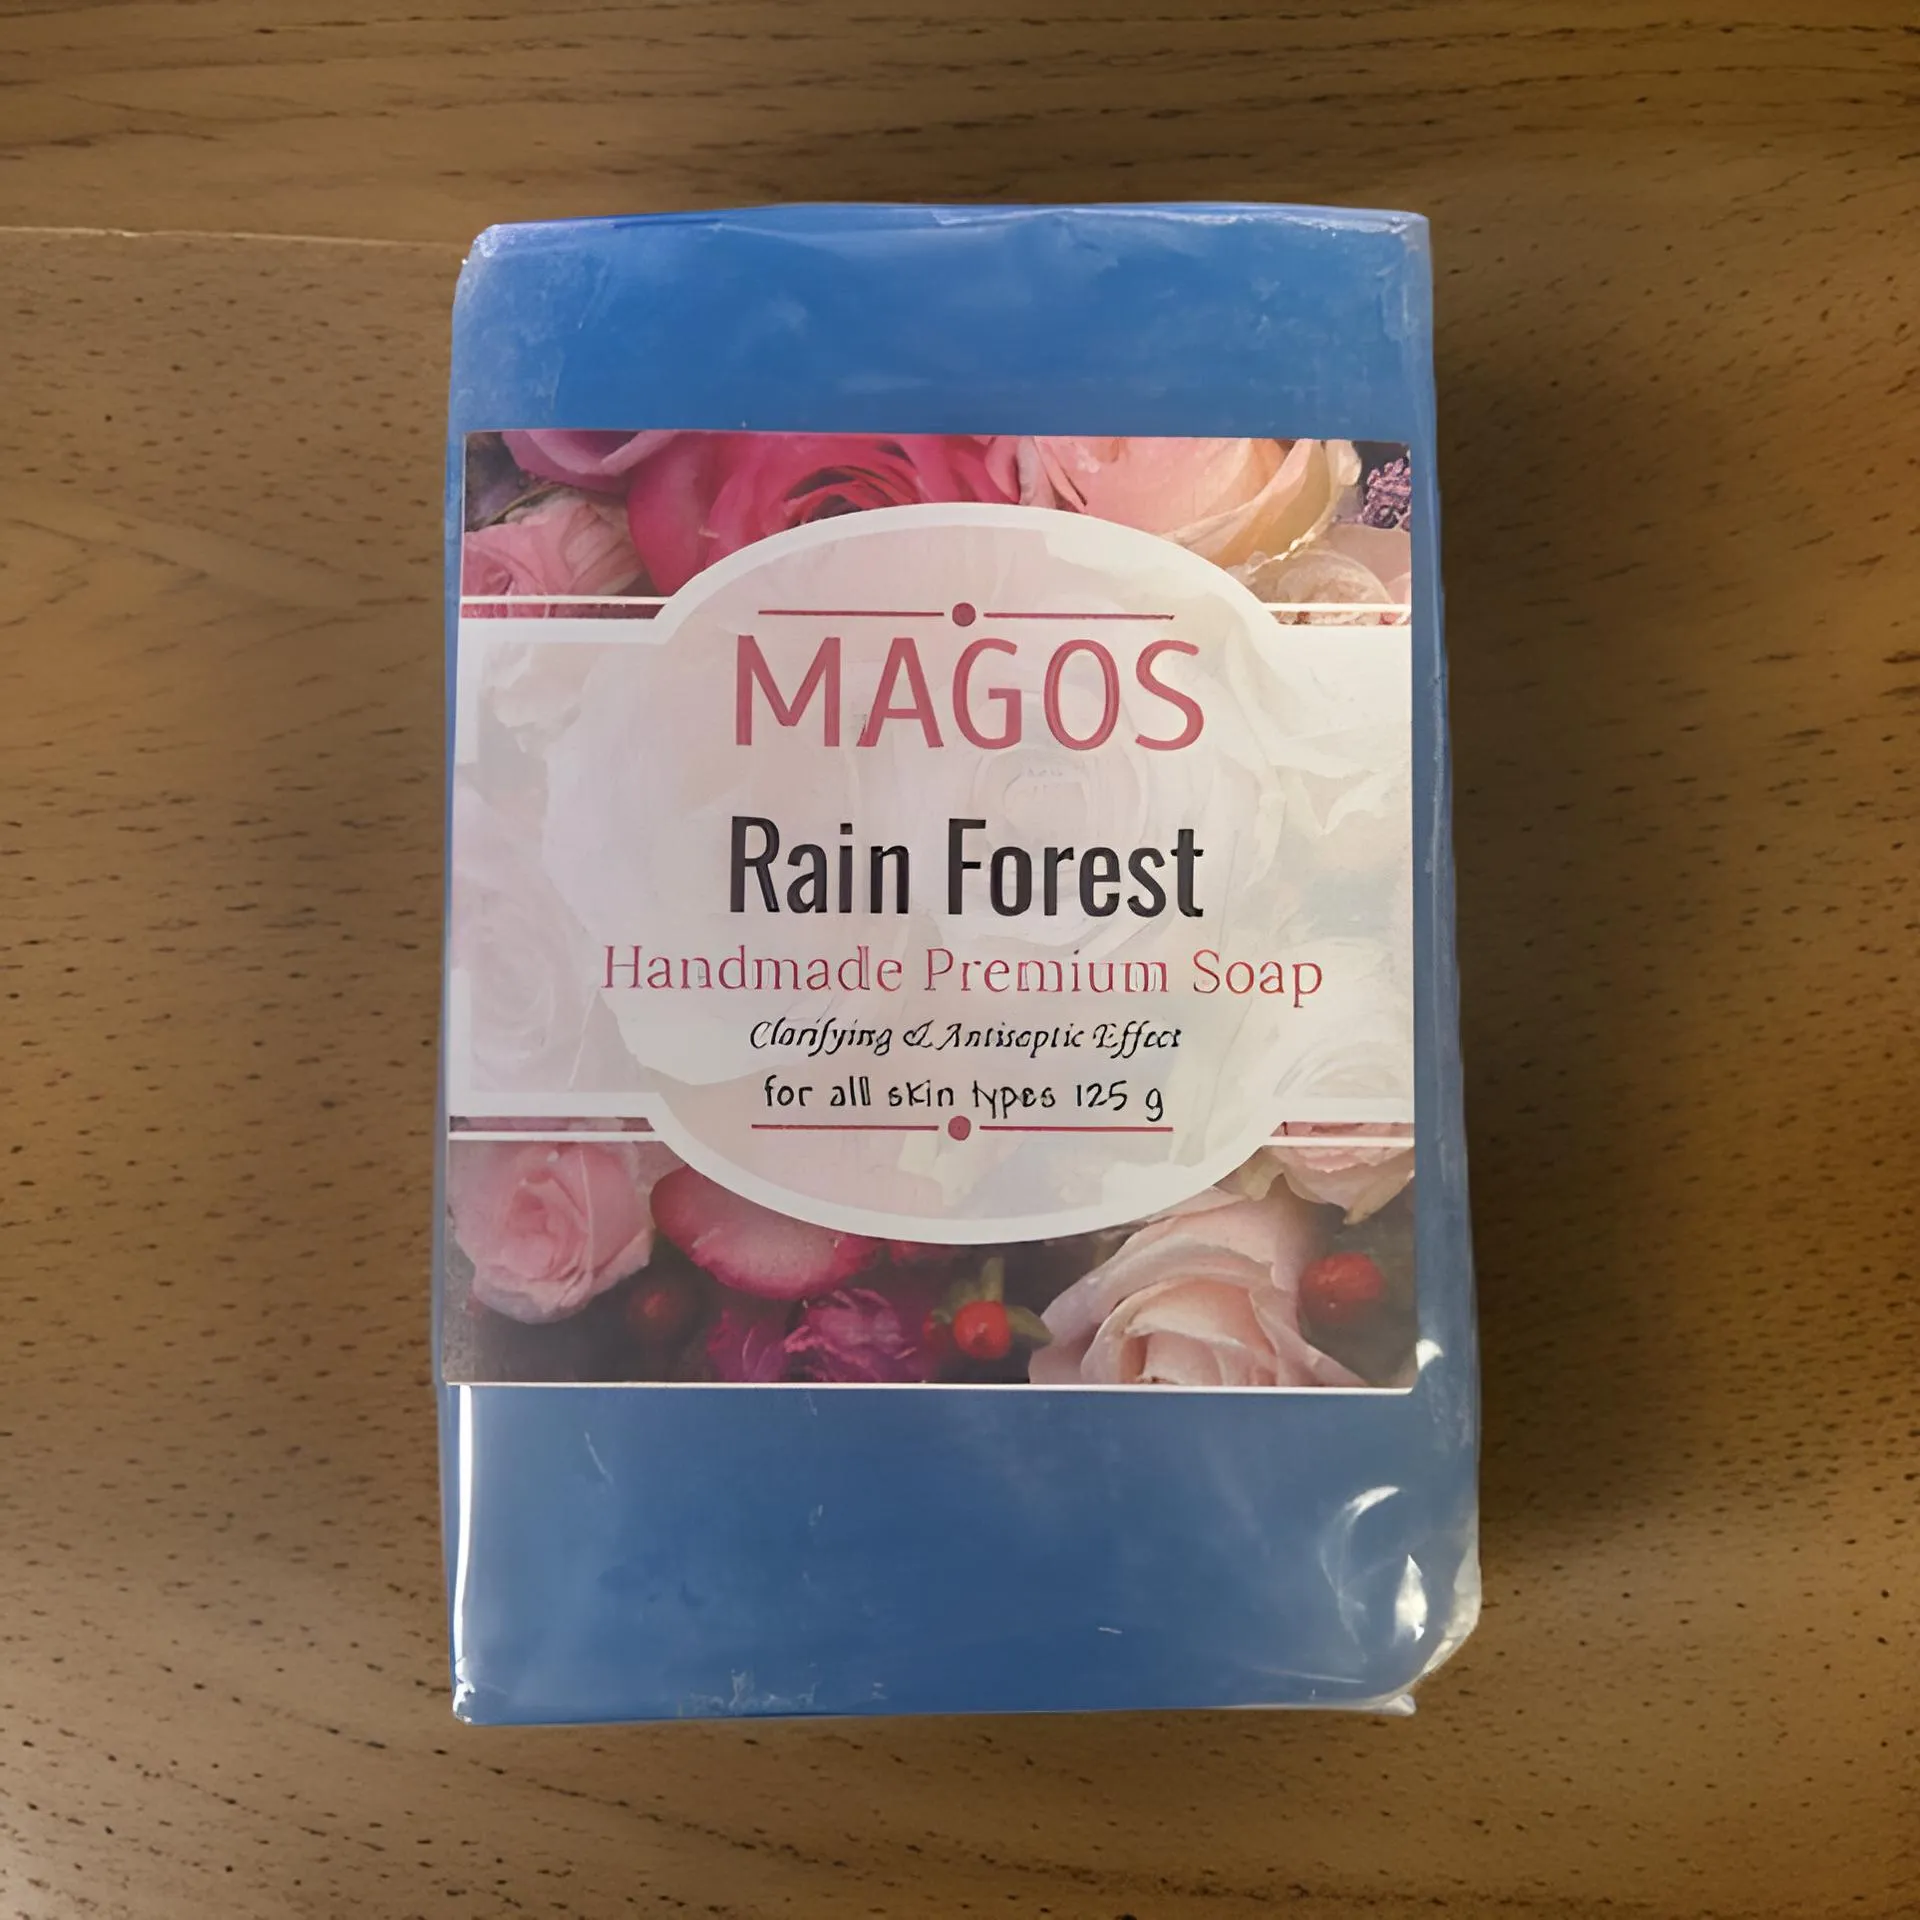 MAGOS
Rain Forest
Handmade Premium Soap
Clarifying & Antiseptic Effect
for all skin types 125 g